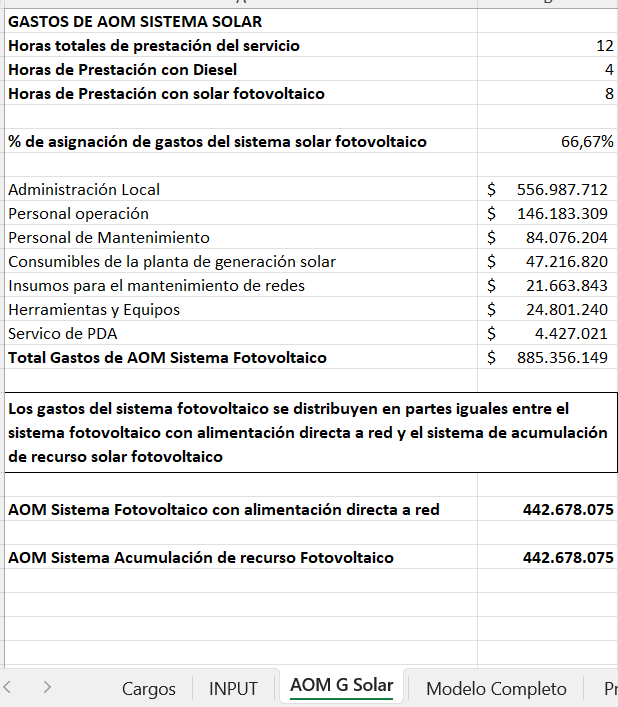 GASTOS DE AOM SISTEMA SOLAR
Horas totales de prestación del servicio 12
Horas de Prestación con Diesel 4
Horas de Prestación con solar fotovoltaico 8
% de asignación de gastos del sistema solar fotovoltaico 66,67%
Administración Local $ 556.987.712
Personal operación $ 146.183.309
Personal de Mantenimiento $ 84.076.204
Consumibles de la planta de generación solar $ 47.216.820
Insumos para el mantenimiento de redes $ 21.663.843
Herramientas y Equipos $ 24.801.240
Servico de PDA $ 4.427.021
Total Gastos de AOM Sistema Fotovoltaico $ 885.356.149
Los gastos del sistema fotovoltaico se distribuyen en partes iguales entre el
sistema fotovoltaico con alimentación directa a red y el sistema de acumulación
de recurso solar fotovoltaico
AOM Sistema Fotovoltaico con alimentación directa a red 442.678.075
AOM Sistema Acumulación de recurso Fotovoltaico 442.678.075
Cargos INPUT AOM G Solar Modelo Completo